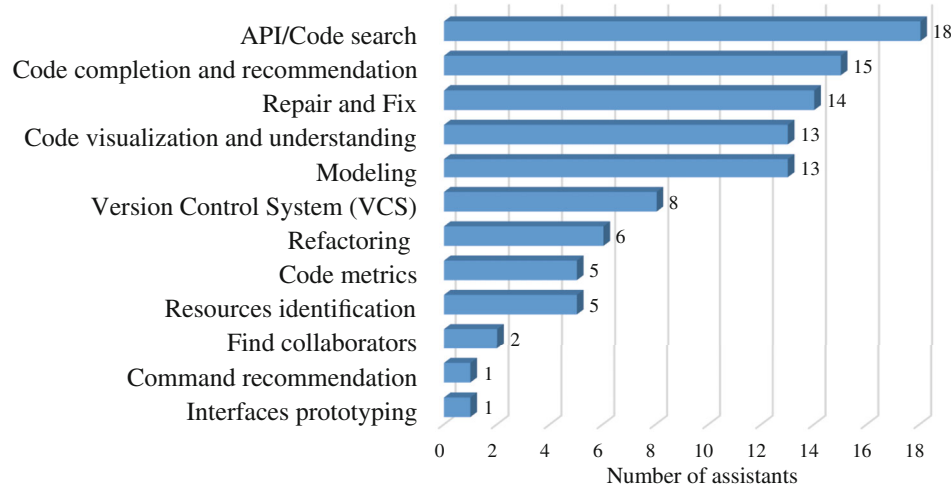 API/Code search 18
Code completion and recommendation 15
Repair and Fix 14
Code visualization and understanding 13
Modeling 13
Version Control System (VCS) 8
Refactoring 6
Code metrics 5
Resources identification 5
Find collaborators 2
Command recommendation 1
Interfaces prototyping 1
0 2 4 6 8 10 12 14 16 18
Number of assistants